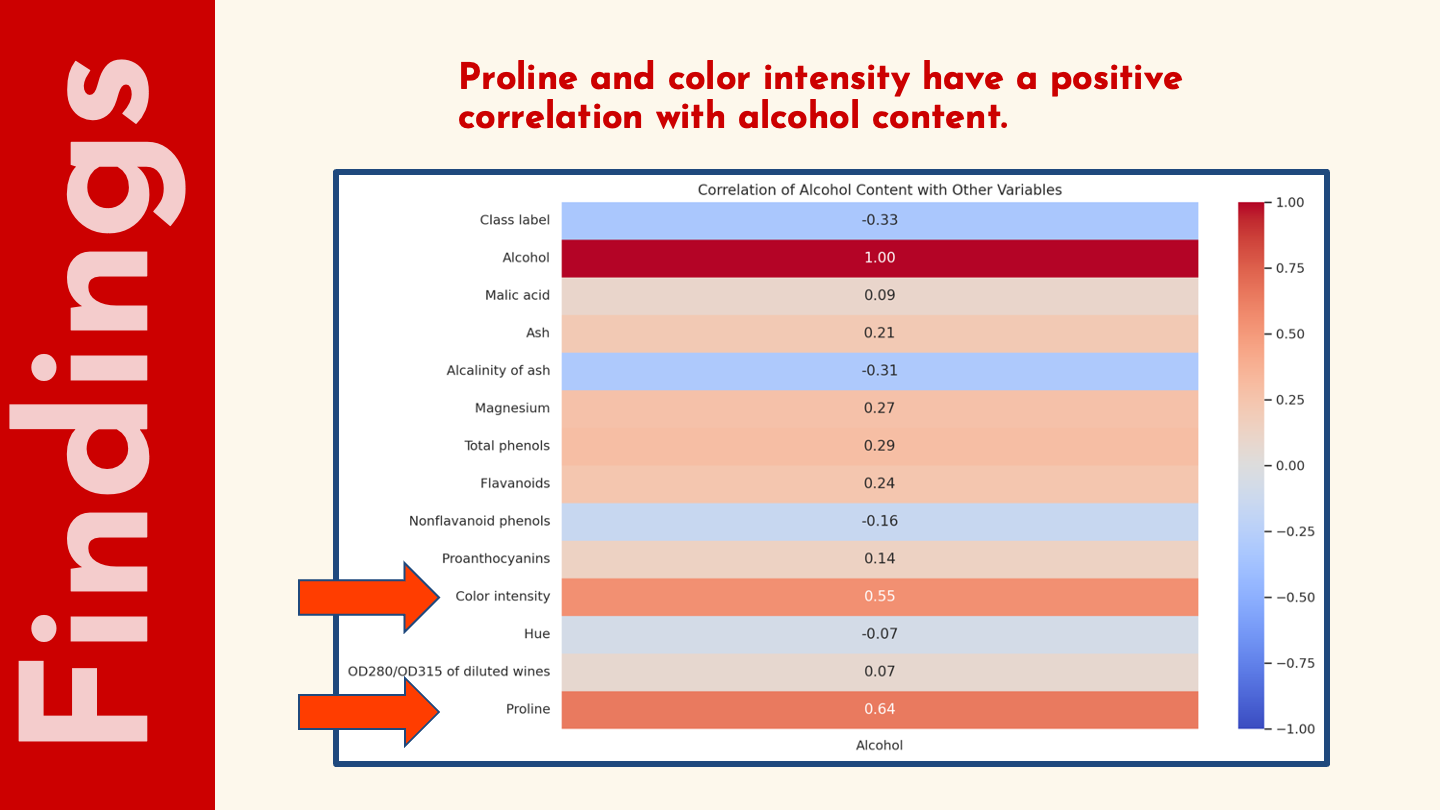 Findings
Proline and color intensity have a positive
correlation with alcohol content.
Correlation of Alcohol Content with Other Variables
Class label -0.33
Alcohol 1.00
Malic acid 0.09
Ash 0.21
Alcalinity of ash -0.31
Magnesium 0.27
Total phenols 0.29
Flavanoids 0.24
Nonflavanoid phenols -0.16
Proanthocyanins 0.14
Color intensity 0.55
Hue -0.07
OD280/OD315 of diluted wines 0.07
Proline 0.64
Alcohol
1.00
0.75
0.50
0.25
0.00
−0.25
−0.50
−0.75
−1.00